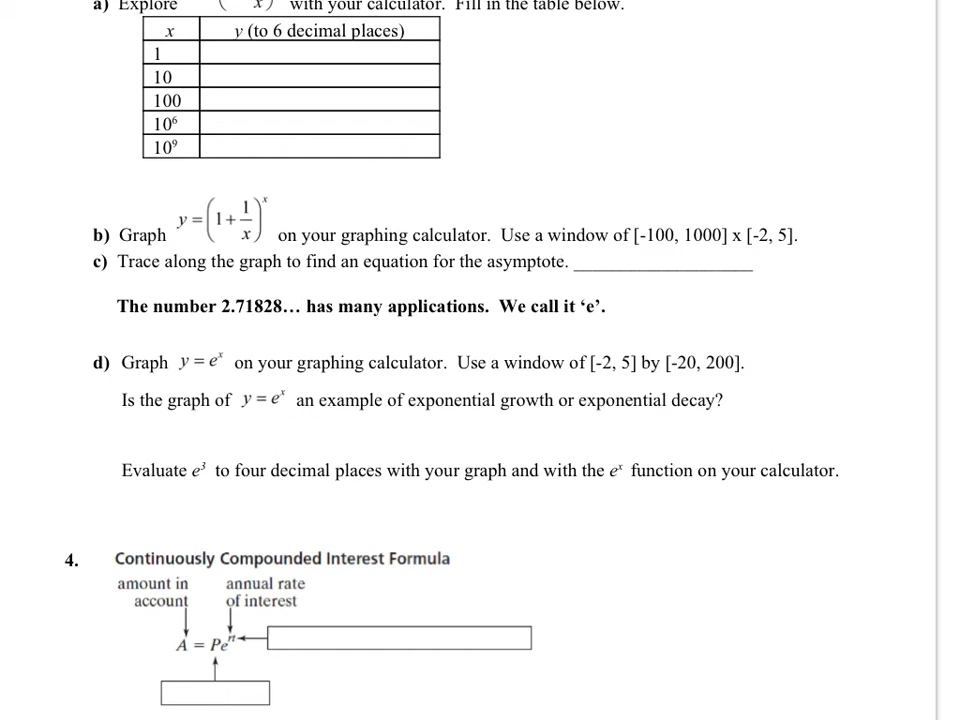 a) Explore ( x) with your calculator. Fill in the table below.
x y (to 6 decimal places)
1
10
100
10⁶
10⁹
b) Graph y = (1 + 1/x)ˣ on your graphing calculator. Use a window of [-100, 1000] x [-2, 5].
c) Trace along the graph to find an equation for the asymptote. ___________________
The number 2.71828… has many applications. We call it ‘e’.
d) Graph y = eˣ on your graphing calculator. Use a window of [-2, 5] by [-20, 200].
Is the graph of y = eˣ an example of exponential growth or exponential decay?
Evaluate e³ to four decimal places with your graph and with the eˣ function on your calculator.
4. Continuously Compounded Interest Formula
amount in annual rate
account of interest
A = Peʳᵗ